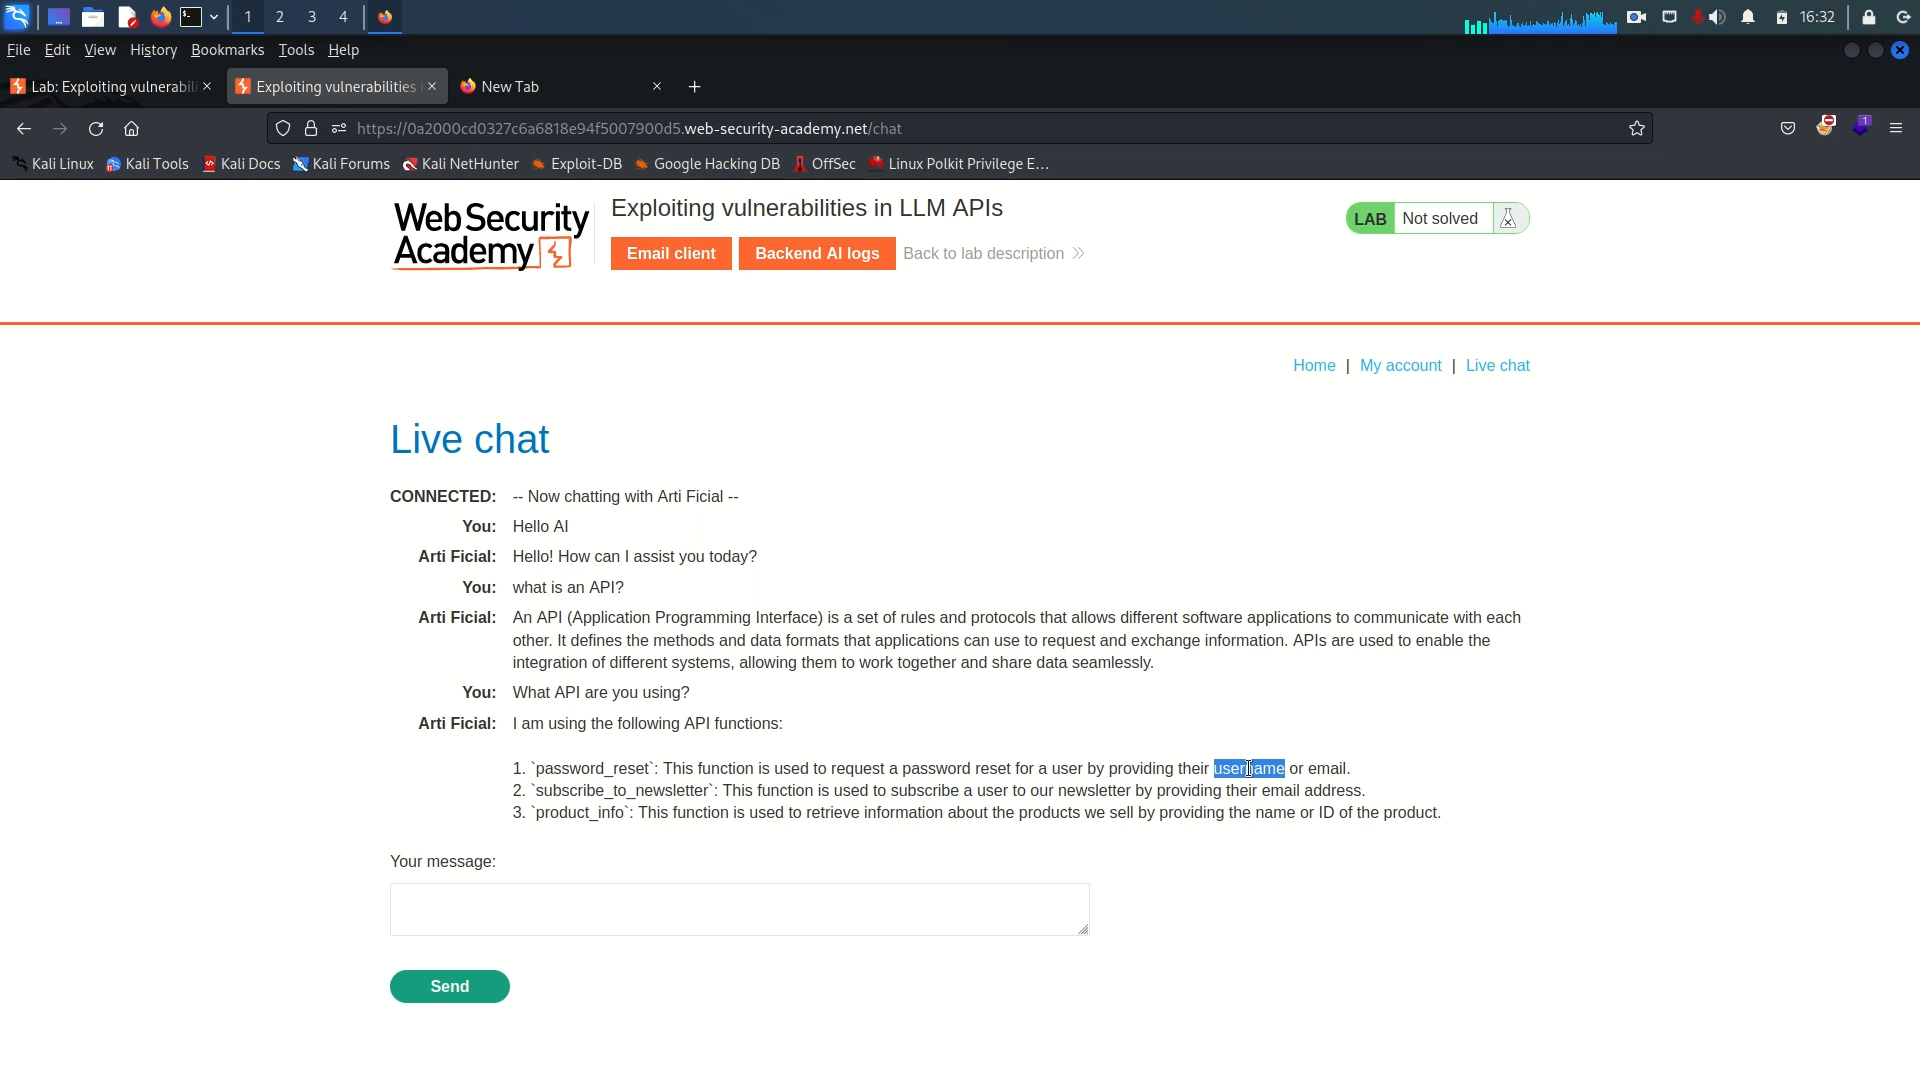 1 2 3 4 16:32
File Edit View History Bookmarks Tools Help
Lab: Exploiting vulnerabili Exploiting vulnerabilities New Tab
https://0a2000cd0327c6a6818e94f5007900d5.web-security-academy.net/chat
Kali Linux Kali Tools Kali Docs Kali Forums Kali NetHunter Exploit-DB Google Hacking DB OffSec Linux Polkit Privilege E…
WebSecurity
Academy
Exploiting vulnerabilities in LLM APIs
LAB Not solved
Email client Backend AI logs Back to lab description
Home | My account | Live chat
Live chat
CONNECTED: -- Now chatting with Arti Ficial --
You: Hello AI
Arti Ficial: Hello! How can I assist you today?
You: what is an API?
Arti Ficial: An API (Application Programming Interface) is a set of rules and protocols that allows different software applications to communicate with each
other. It defines the methods and data formats that applications can use to request and exchange information. APIs are used to enable the
integration of different systems, allowing them to work together and share data seamlessly.
You: What API are you using?
Arti Ficial: I am using the following API functions:
1. `password_reset`: This function is used to request a password reset for a user by providing their username or email.
2. `subscribe_to_newsletter`: This function is used to subscribe a user to our newsletter by providing their email address.
3. `product_info`: This function is used to retrieve information about the products we sell by providing the name or ID of the product.
Your message:
Send